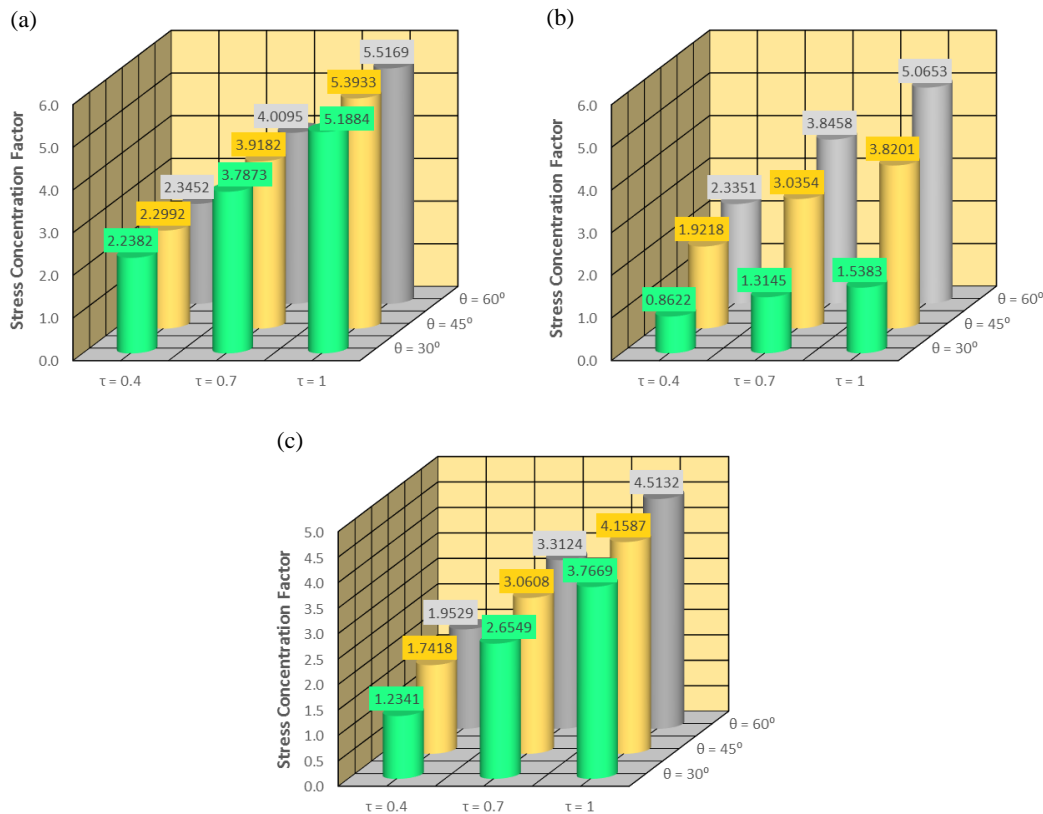 (a)
Stress Concentration Factor
6.0
5.0
4.0
3.0
2.0
1.0
0.0
5.5169
5.3933
5.1884
4.0095
3.9182
3.7873
2.3452
2.2992
2.2382
θ = 60⁰
θ = 45⁰
θ = 30⁰
τ = 0.4 τ = 0.7 τ = 1
(b)
Stress Concentration Factor
6.0
5.0
4.0
3.0
2.0
1.0
0.0
5.0653
3.8458
3.8201
2.3351
3.0354
1.9218
0.8622
1.3145
1.5383
θ = 60⁰
θ = 45⁰
θ = 30⁰
τ = 0.4 τ = 0.7 τ = 1
(c)
Stress Concentration Factor
5.0
4.5
4.0
3.5
3.0
2.5
2.0
1.5
1.0
0.5
0.0
4.5132
4.1587
3.3124
3.7669
3.0608
1.9529
2.6549
1.7418
1.2341
θ = 60⁰
θ = 45⁰
θ = 30⁰
τ = 0.4 τ = 0.7 τ = 1